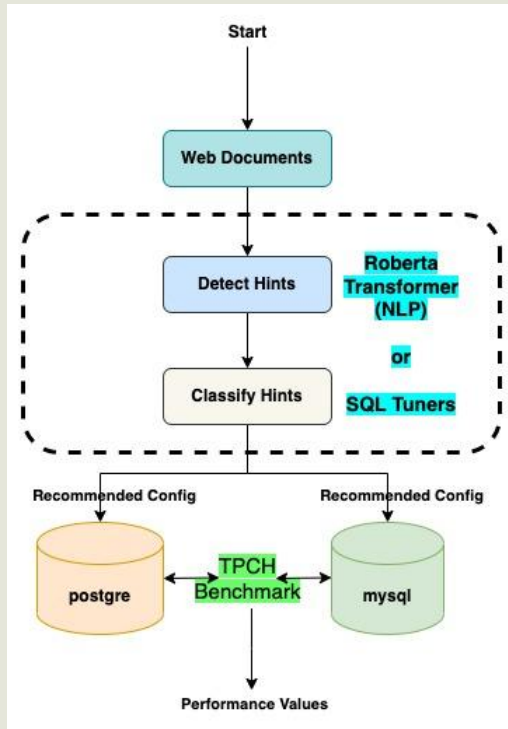 Start
Web Documents
Detect Hints
Roberta
Transformer
(NLP)
or
Classify Hints
SQL Tuners
Recommended Config
Recommended Config
postgre
TPCH
Benchmark
mysql
Performance Values